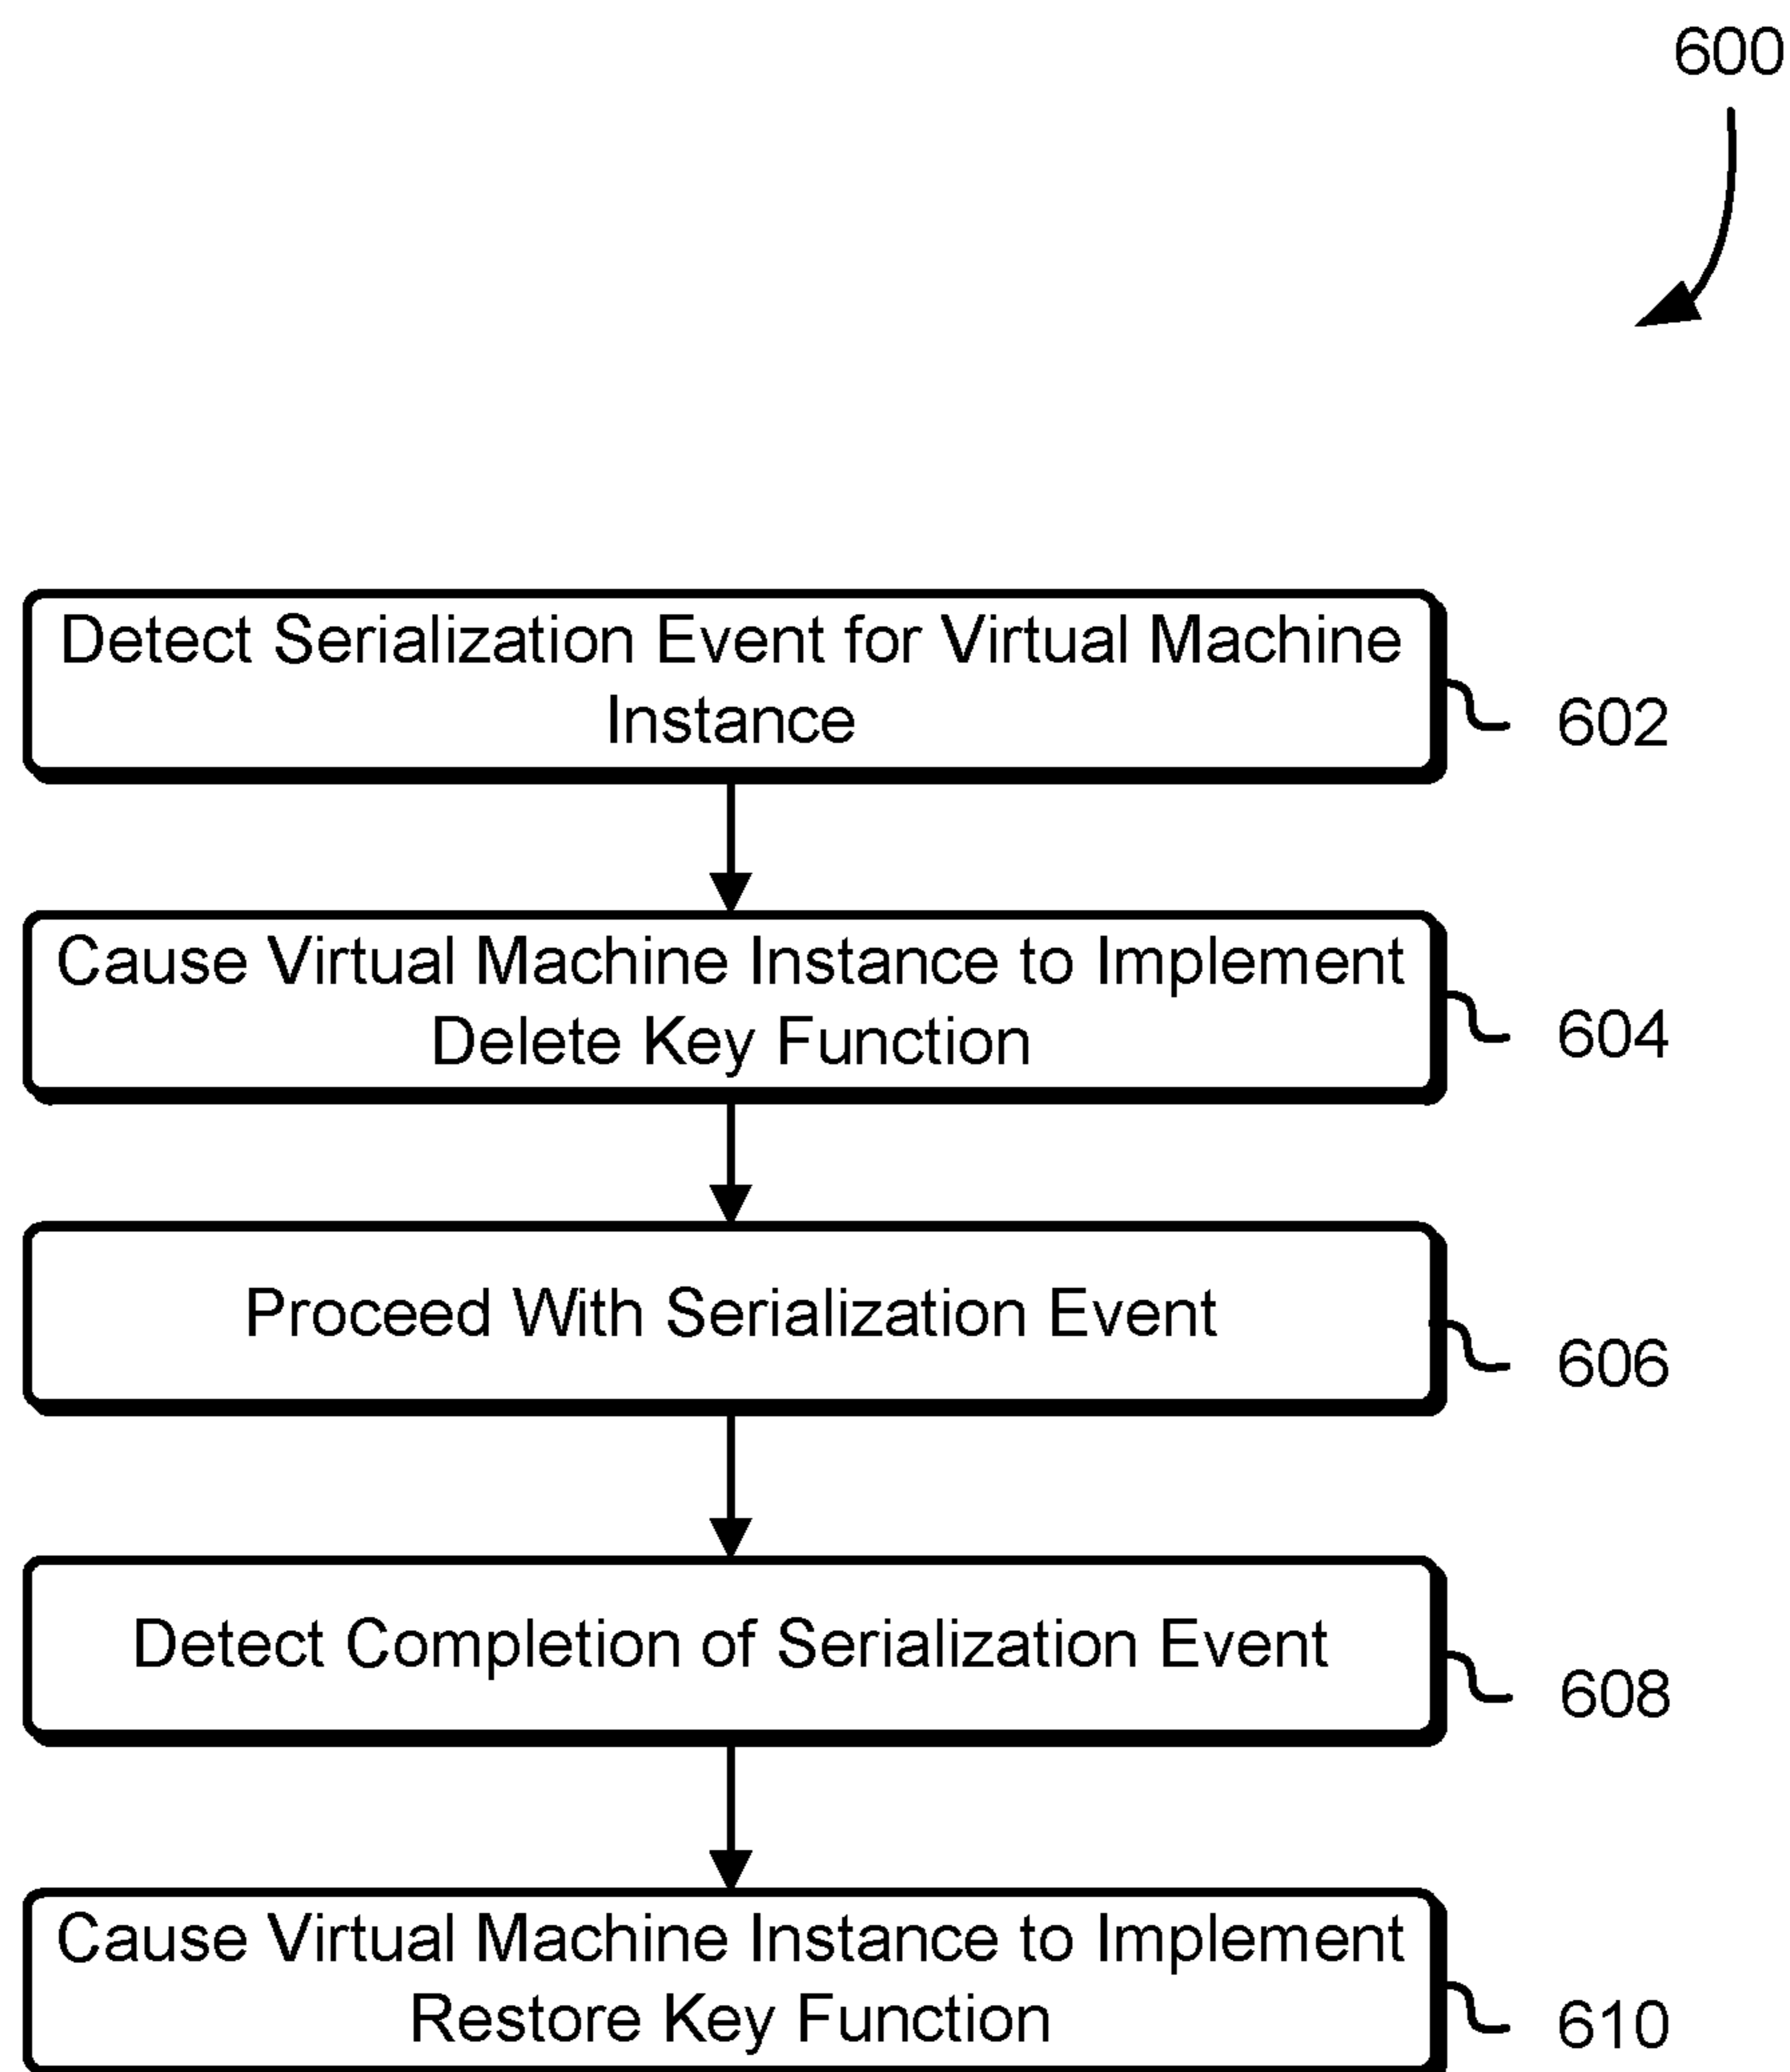 600
Detect Serialization Event for Virtual Machine
Instance
602
Cause Virtual Machine Instance to Implement
Delete Key Function
604
Proceed With Serialization Event
606
Detect Completion of Serialization Event
608
Cause Virtual Machine Instance to Implement
Restore Key Function
610